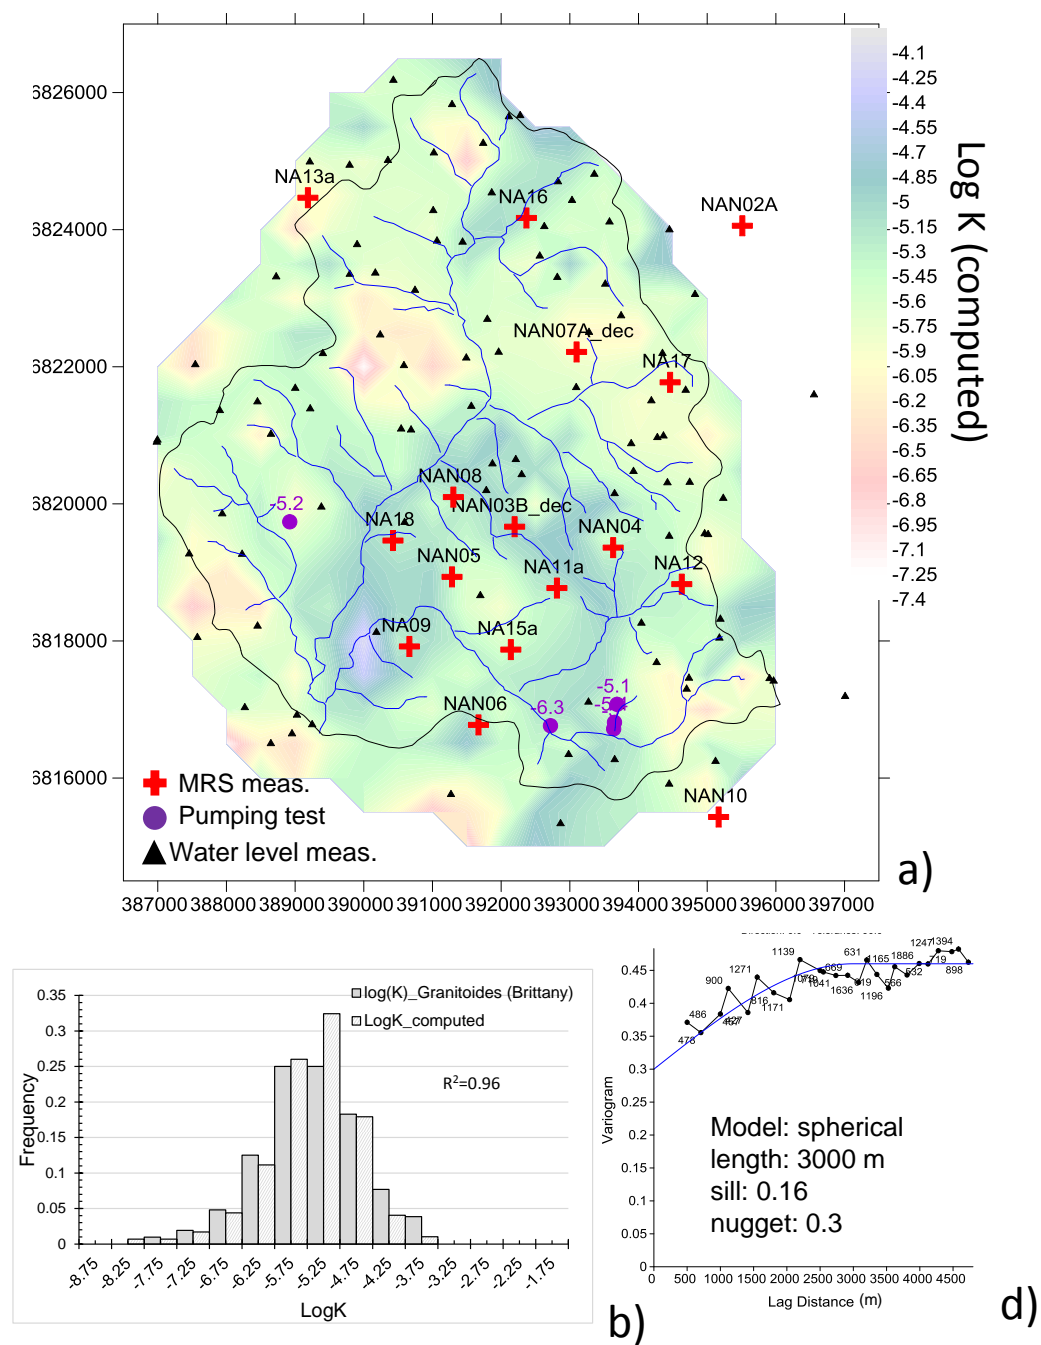 -4.1
-4.25
-4.4
-4.55
-4.7
-4.85
-5
-5.3
-5.45
-5.6
-5.75
-5.9
-6.05
-6.2
-6.35
-6.5
-6.65
-6.8
-6.95
-7.1
-7.25
-7.4
Log K (computed)
6826000
6824000
6822000
6820000
6818000
6816000
NA13a
NA16
NAN02A
NAN07A_dec
NA17
NAN08
-5.2
NAN03B_dec
NA18
NAN04
NAN05
NA11a
NA12
NA09
NA15a
-5.1
NAN06
-6.3
NAN10
MRS meas.
Pumping test
Water level meas.
a)
387000 388000 389000 390000 391000 392000 393000 394000 395000 396000 397000
0.35
0.3
0.25
0.2
0.15
0.1
0.05
0
Frequency
log(K)_Granitoides (Brittany)
LogK_computed
R²=0.96
-8.75 -8.25 -7.75 -7.25 -6.75 -6.25 -5.75 -5.25 -4.75 -4.25 -3.75 -3.25 -2.75 -2.25 -1.75
LogK
b)
0.45
0.4
0.35
0.3
0.25
0.2
0.15
0.1
0.05
0
Variogram
486
478
900
1271
816
1171
1139
1041
669
1636
631
819
1165
1196
566
1886
532
1247
719
1394
898
Model: spherical
length: 3000 m
sill: 0.16
nugget: 0.3
0 500 1000 1500 2000 2500 3000 3500 4000 4500
Lag Distance (m)
d)